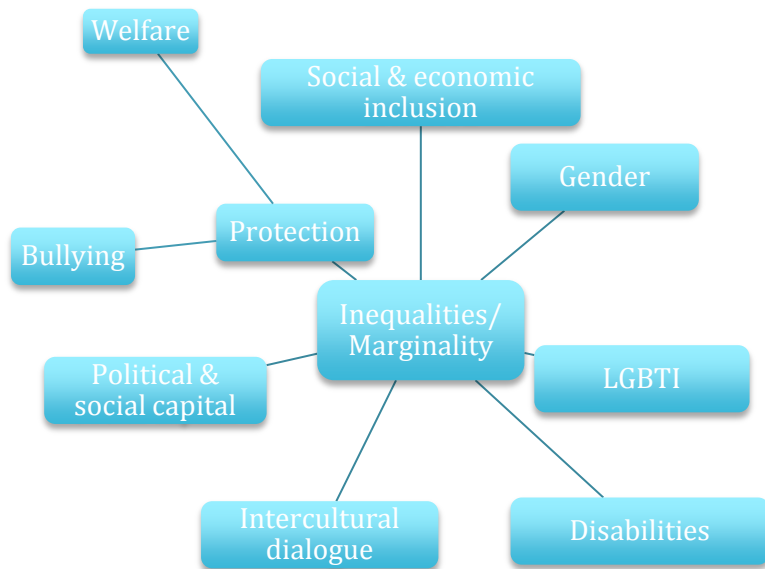 Welfare
Social & economic
inclusion
Gender
Protection
Bullying
Inequalities/
Marginality
Political &
social capital
LGBTI
Intercultural
dialogue
Disabilities